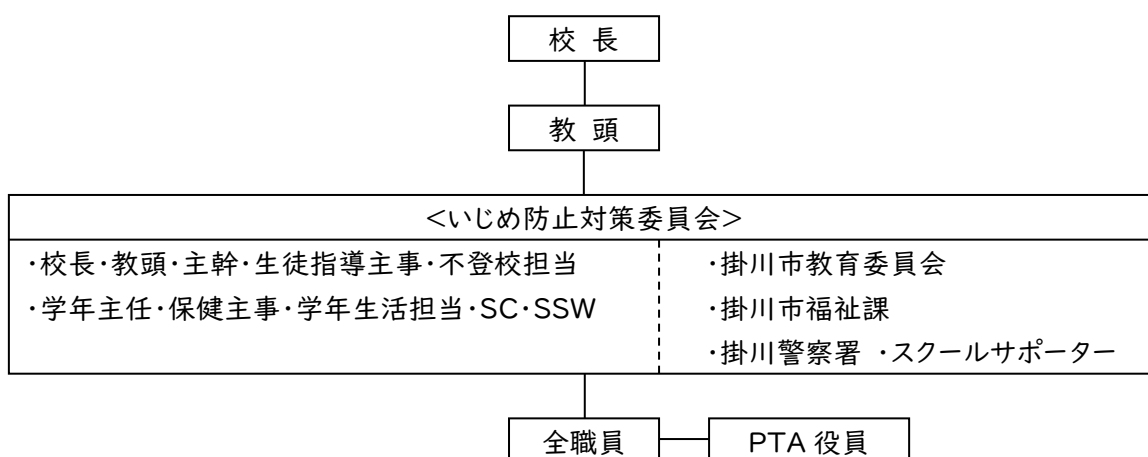 校 長
教 頭
<いじめ防止対策委員会>
・校長・教頭・主幹・生徒指導主事・不登校担当
・学年主任・保健主事・学年生活担当・SC・SSW
・掛川市教育委員会
・掛川市福祉課
・掛川警察署 ・スクールサポーター
全職員
PTA 役員